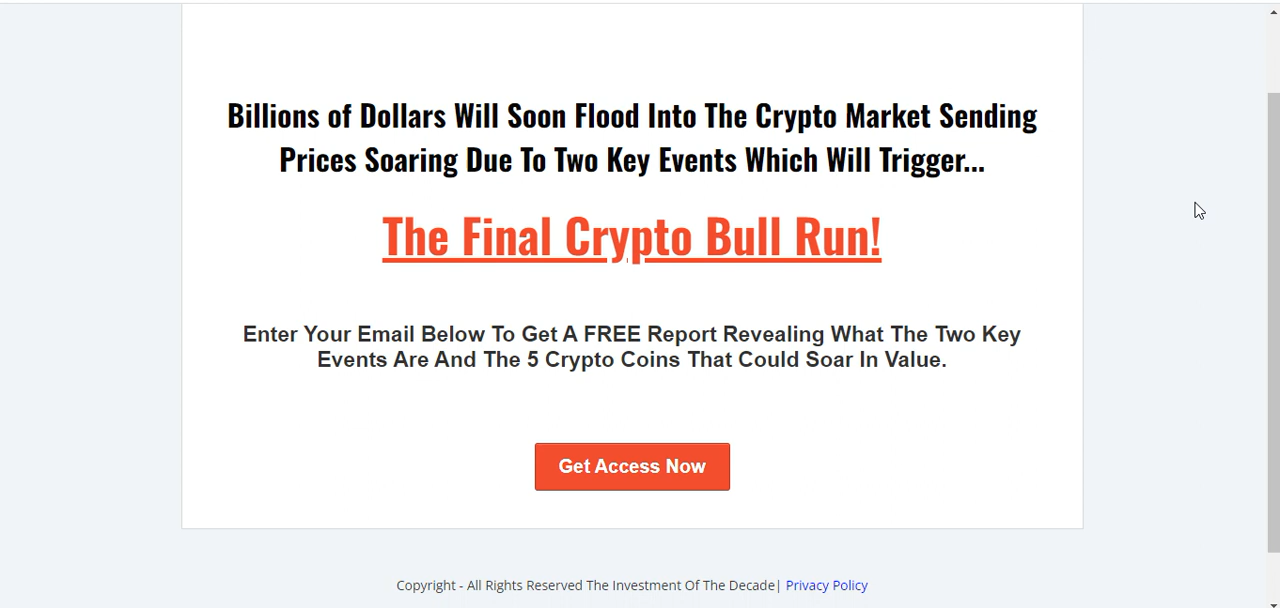 Billions of Dollars Will Soon Flood Into The Crypto Market Sending
Prices Soaring Due To Two Key Events Which Will Trigger...
The Final Crypto Bull Run!
Enter Your Email Below To Get A FREE Report Revealing What The Two Key
Events Are And The 5 Crypto Coins That Could Soar In Value.
Get Access Now
Copyright - All Rights Reserved The Investment Of The Decade| Privacy Policy